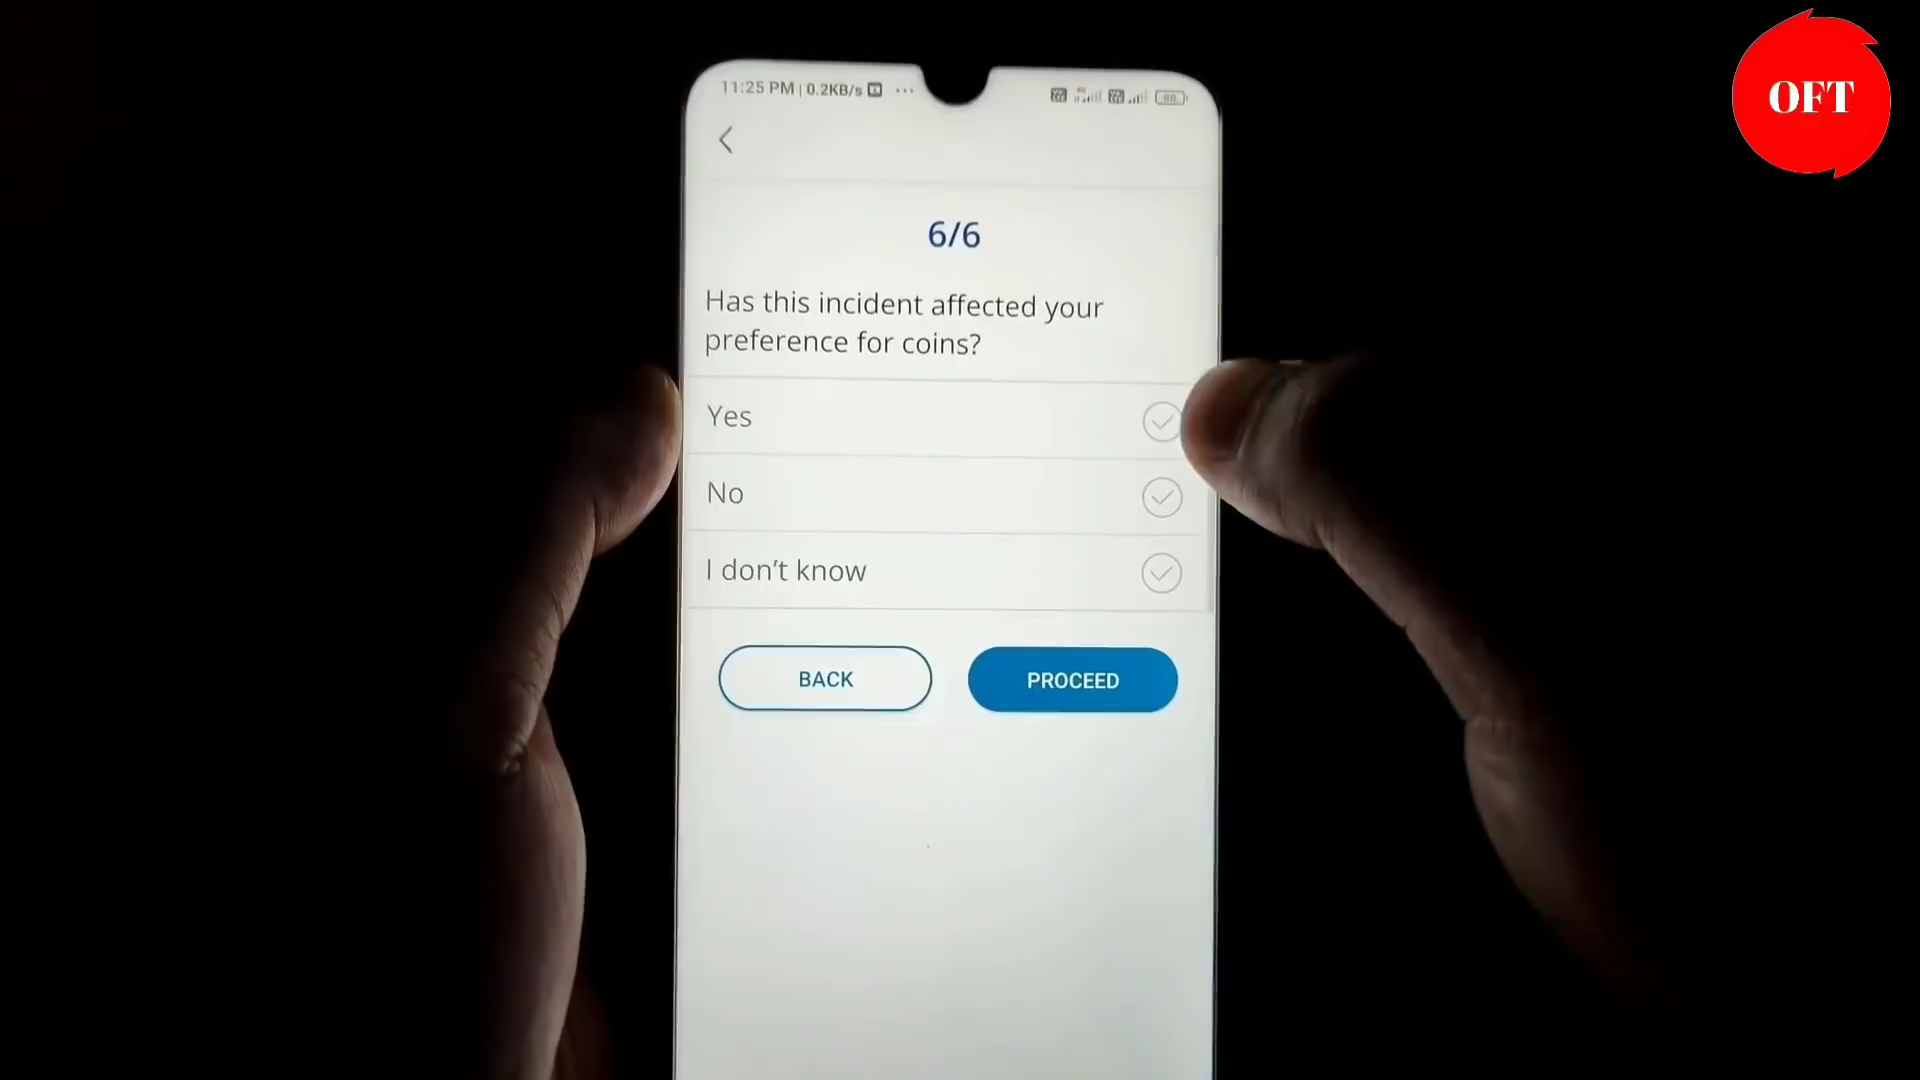 OFT
11:25 PM | 0.2KB/s
6/6
Has this incident affected your
preference for coins?
Yes
No
I don't know
BACK
PROCEED